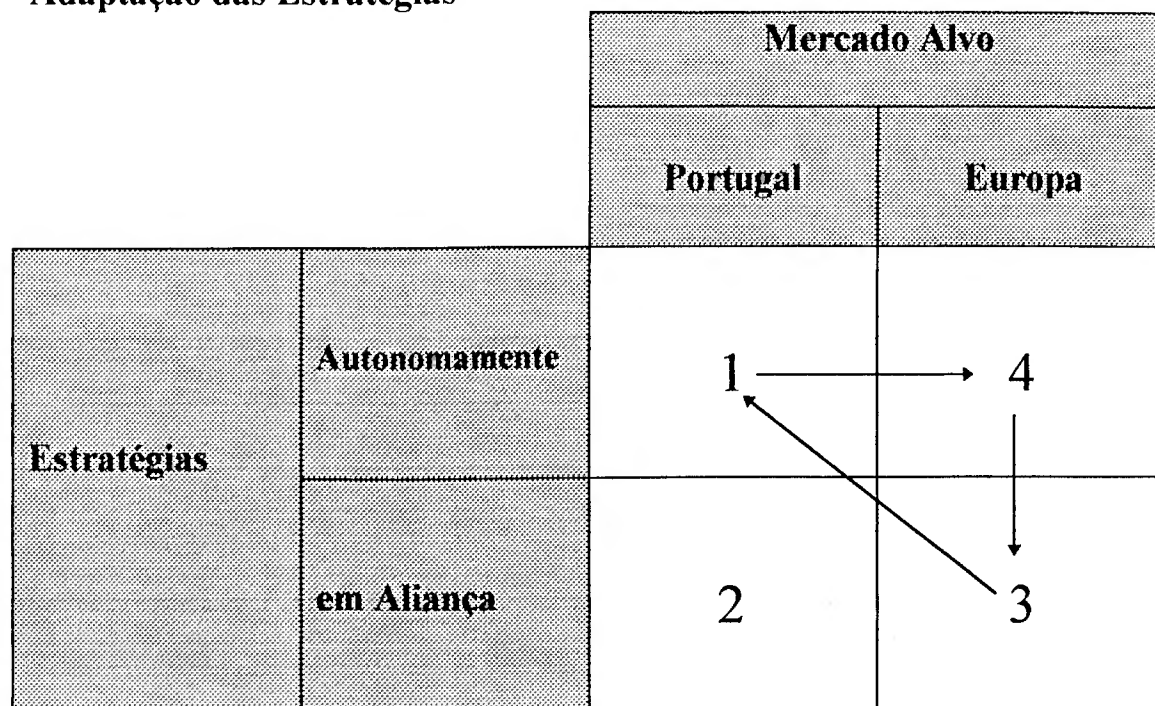 Adaptação das Estratégias
Mercado Alvo
Portugal Europa
Autonomamente 1 4
Estratégias
em Aliança 2 3